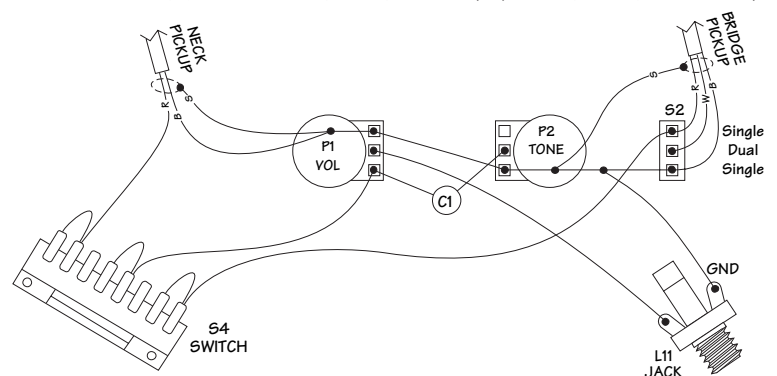 NECK
PICKUP
R
B
S
P1
VOL
C1
P2
TONE
S
BRIDGE
PICKUP
R
W
B
S2
Single
Dual
Single
S4
SWITCH
GND
L11
JACK